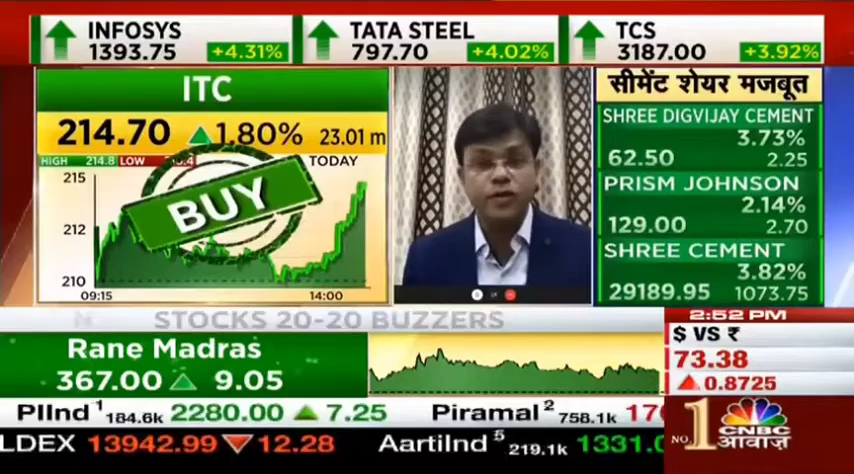 INFOSYS
1393.75 +4.31%
TATA STEEL
797.70 +4.02%
TCS
3187.00 +3.92%
ITC
214.70 1.80% 23.01 m
HIGH 214.8 LOW
TODAY
215
212
210
09:15 14:00
BUY
सीमेंट शेयर मजबूत
SHREE DIGVIJAY CEMENT
3.73%
62.50 2.25
PRISM JOHNSON
2.14%
129.00 2.70
SHREE CEMENT
3.82%
29189.95 1073.75
STOCKS 20-20 BUZZERS
Rane Madras
367.00 9.05
2:52 PM
$ VS ₹
73.38
0.8725
PIInd 1 184.6k 2280.00 7.25 Piramal 2 758.1k
LDEX 13942.99 12.28 AartiInd 5 219.1k 1331.0
NO. 1 CNBC
आवाज़